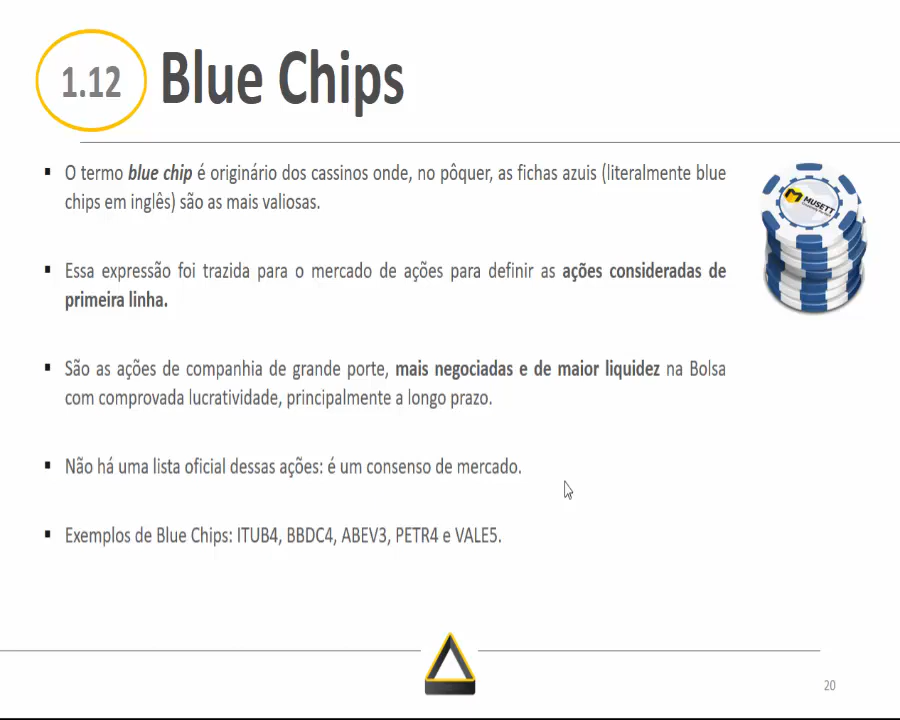 1.12
Blue Chips
▪ O termo blue chip é originário dos cassinos onde, no pôquer, as fichas azuis (literalmente blue
chips em inglês) são as mais valiosas.
MUSETT
▪ Essa expressão foi trazida para o mercado de ações para definir as ações consideradas de
primeira linha.
▪ São as ações de companhia de grande porte, mais negociadas e de maior liquidez na Bolsa
com comprovada lucratividade, principalmente a longo prazo.
▪ Não há uma lista oficial dessas ações: é um consenso de mercado.
▪ Exemplos de Blue Chips: ITUB4, BBDC4, ABEV3, PETR4 e VALE5.
20